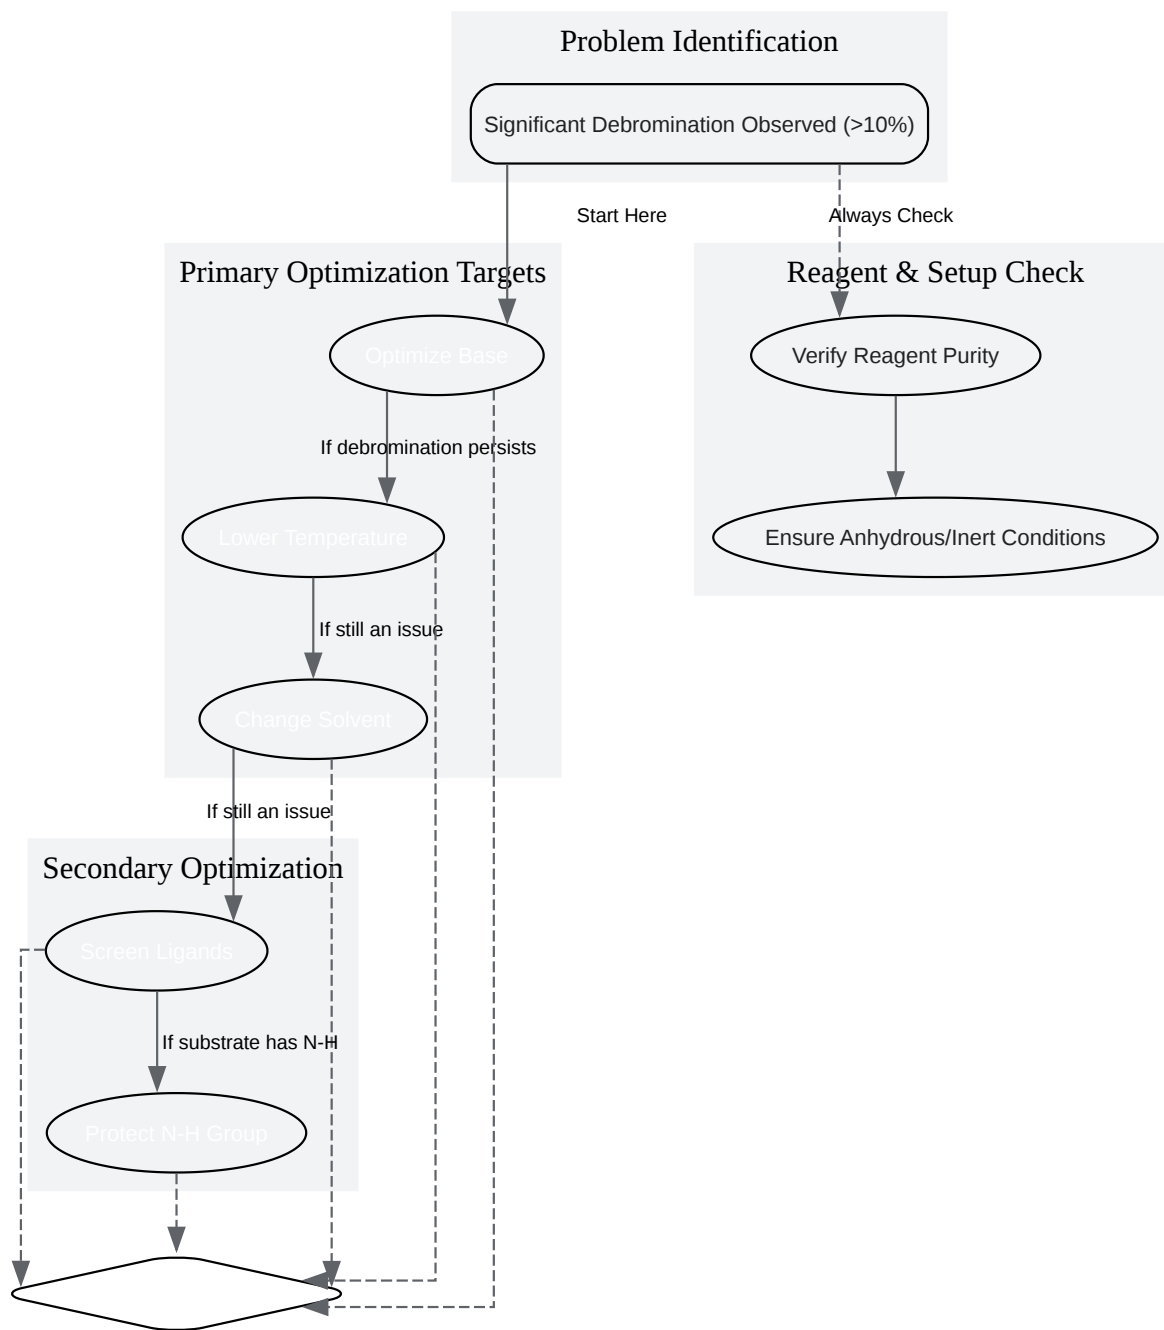 Problem Identification
Significant Debromination Observed (>10%)
Start Here
Always Check
Primary Optimization Targets
Reagent & Setup Check
Optimize Base
Verify Reagent Purity
If debromination persists
Lower Temperature
Ensure Anhydrous/Inert Conditions
If still an issue
Change Solvent
If still an issue
Secondary Optimization
Screen Ligands
If substrate has N-H
Protect N-H Group